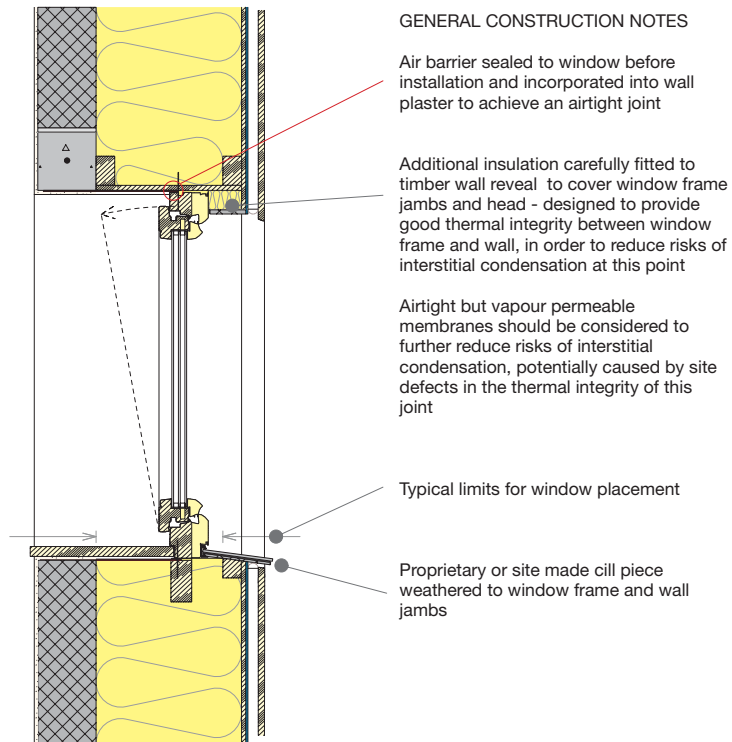 GENERAL CONSTRUCTION NOTES
Air barrier sealed to window before
installation and incorporated into wall
plaster to achieve an airtight joint
Additional insulation carefully fitted to
timber wall reveal to cover window frame
jambs and head - designed to provide
good thermal integrity between window
frame and wall, in order to reduce risks of
interstitial condensation at this point
Airtight but vapour permeable
membranes should be considered to
further reduce risks of interstitial
condensation, potentially caused by site
defects in the thermal integrity of this
joint
Typical limits for window placement
Proprietary or site made cill piece
weathered to window frame and wall
jambs